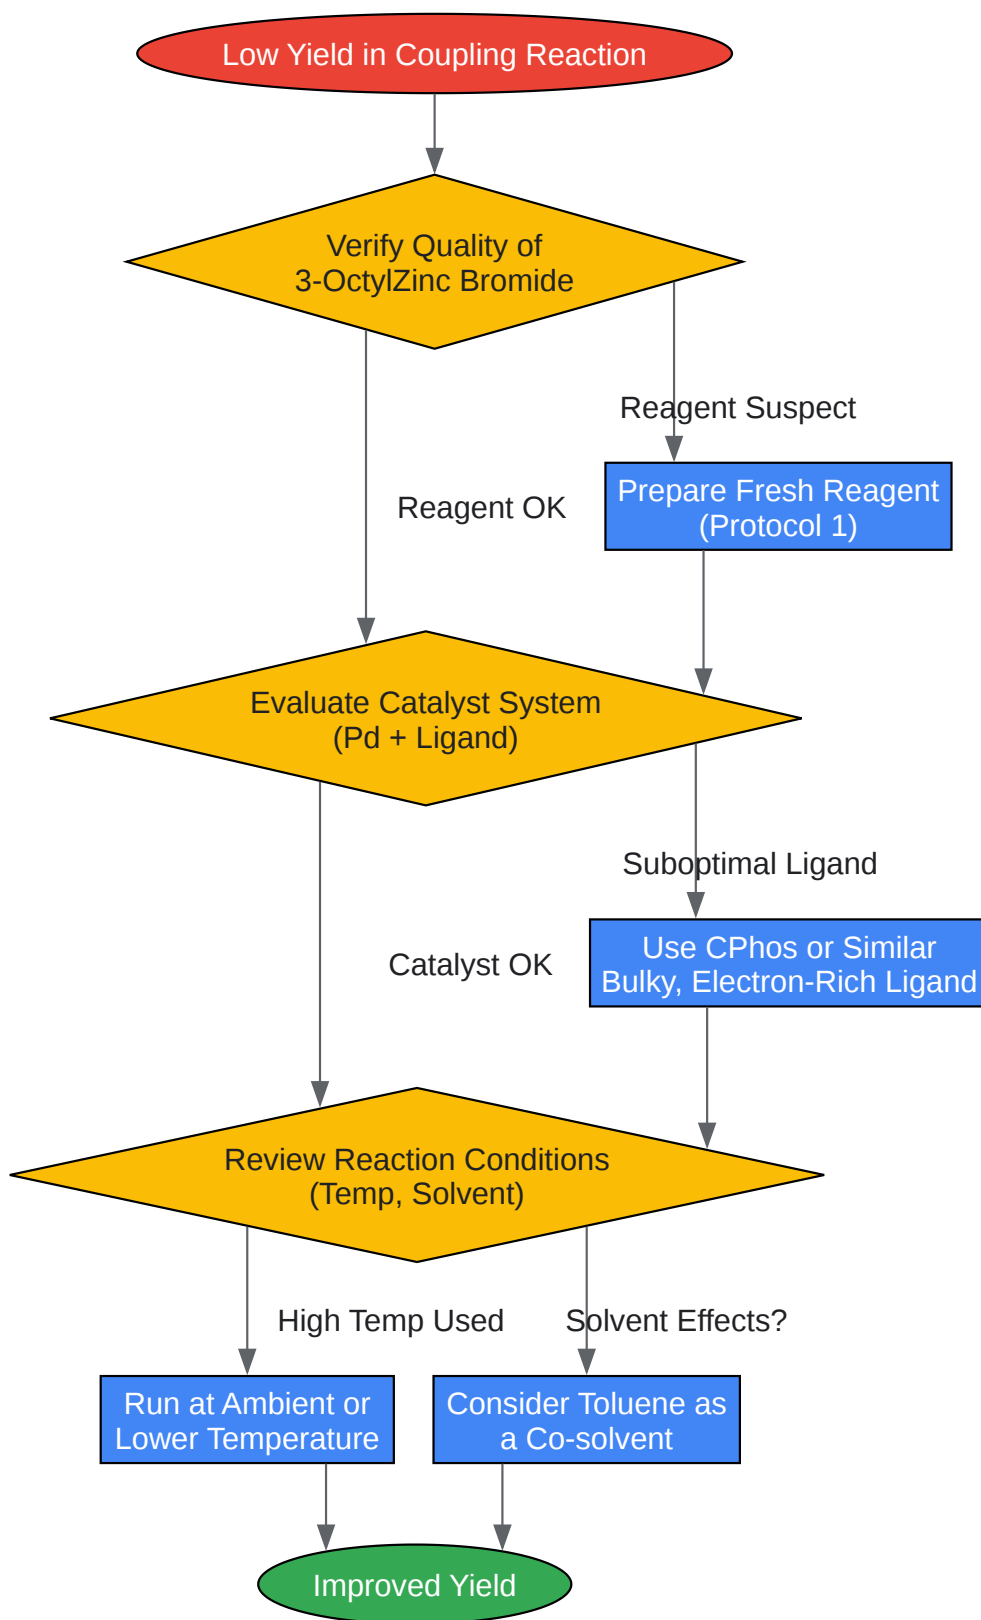 Low Yield in Coupling Reaction
Verify Quality of
3-OctylZinc Bromide
Reagent Suspect
Reagent OK
Prepare Fresh Reagent
(Protocol 1)
Evaluate Catalyst System
(Pd + Ligand)
Suboptimal Ligand
Catalyst OK
Use CPhos or Similar
Bulky, Electron-Rich Ligand
Review Reaction Conditions
(Temp, Solvent)
High Temp Used
Solvent Effects?
Run at Ambient or
Lower Temperature
Consider Toluene as
a Co-solvent
Improved Yield